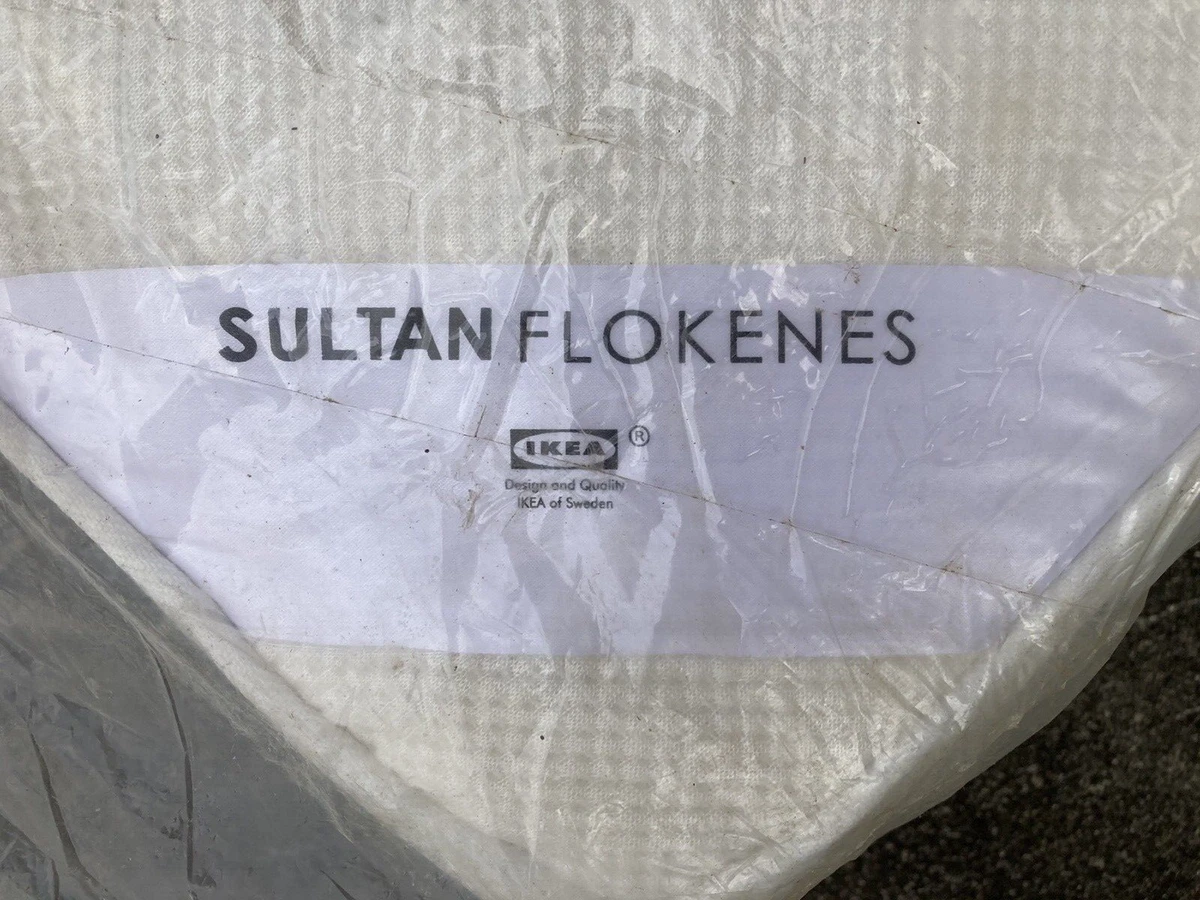 SULTAN FLOKENES
IKEA ®
Design and Quality
IKEA of Sweden